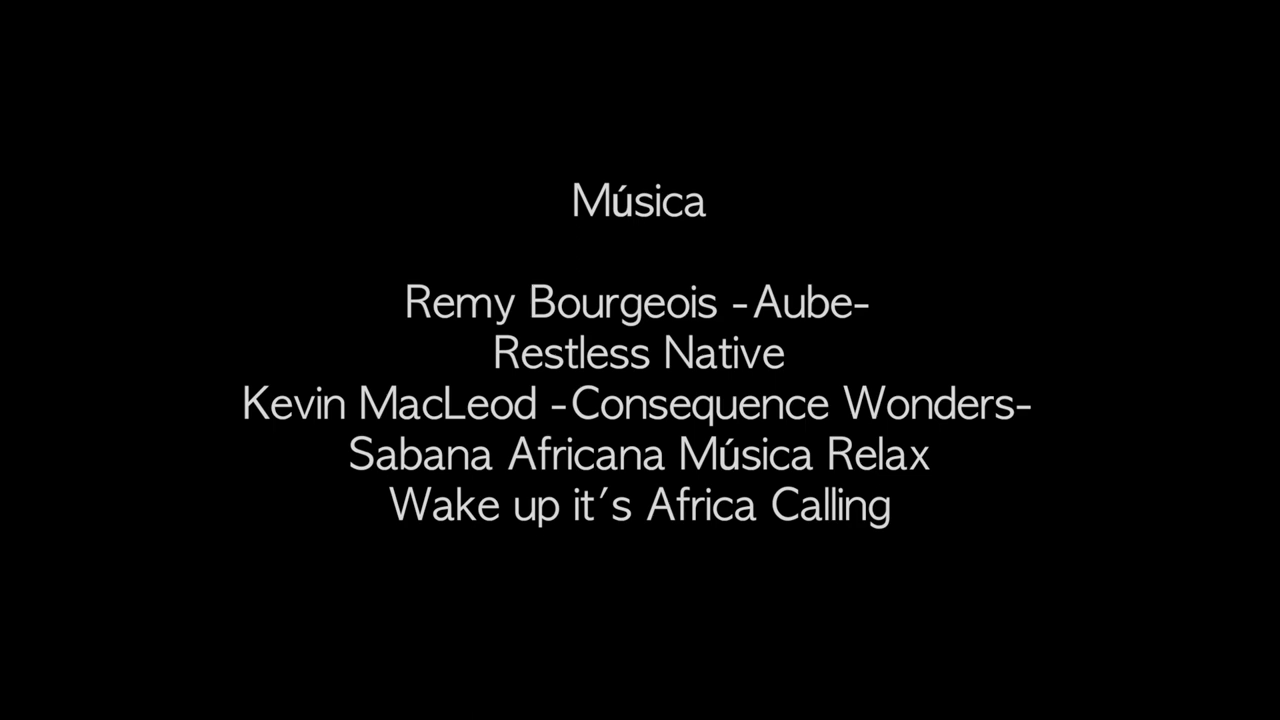 Música
Remy Bourgeois -Aube-
Restless Native
Kevin MacLeod -Consequence Wonders-
Sabana Africana Música Relax
Wake up it´s Africa Calling